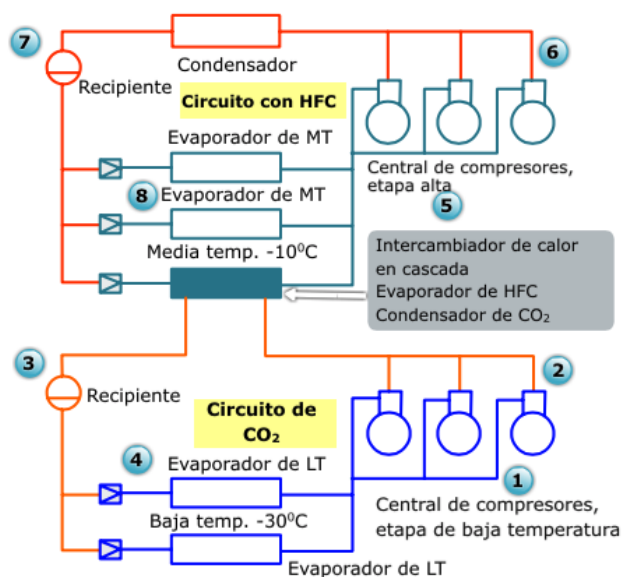 7
Condensador
6
Recipiente
Circuito con HFC
Evaporador de MT
Central de compresores,
etapa alta
8
Evaporador de MT
5
Media temp. -10⁰C
Intercambiador de calor
en cascada
Evaporador de HFC
Condensador de CO₂
3
2
Recipiente
Circuito de
CO₂
4
Evaporador de LT
1
Baja temp. -30⁰C
Central de compresores,
etapa de baja temperatura
Evaporador de LT